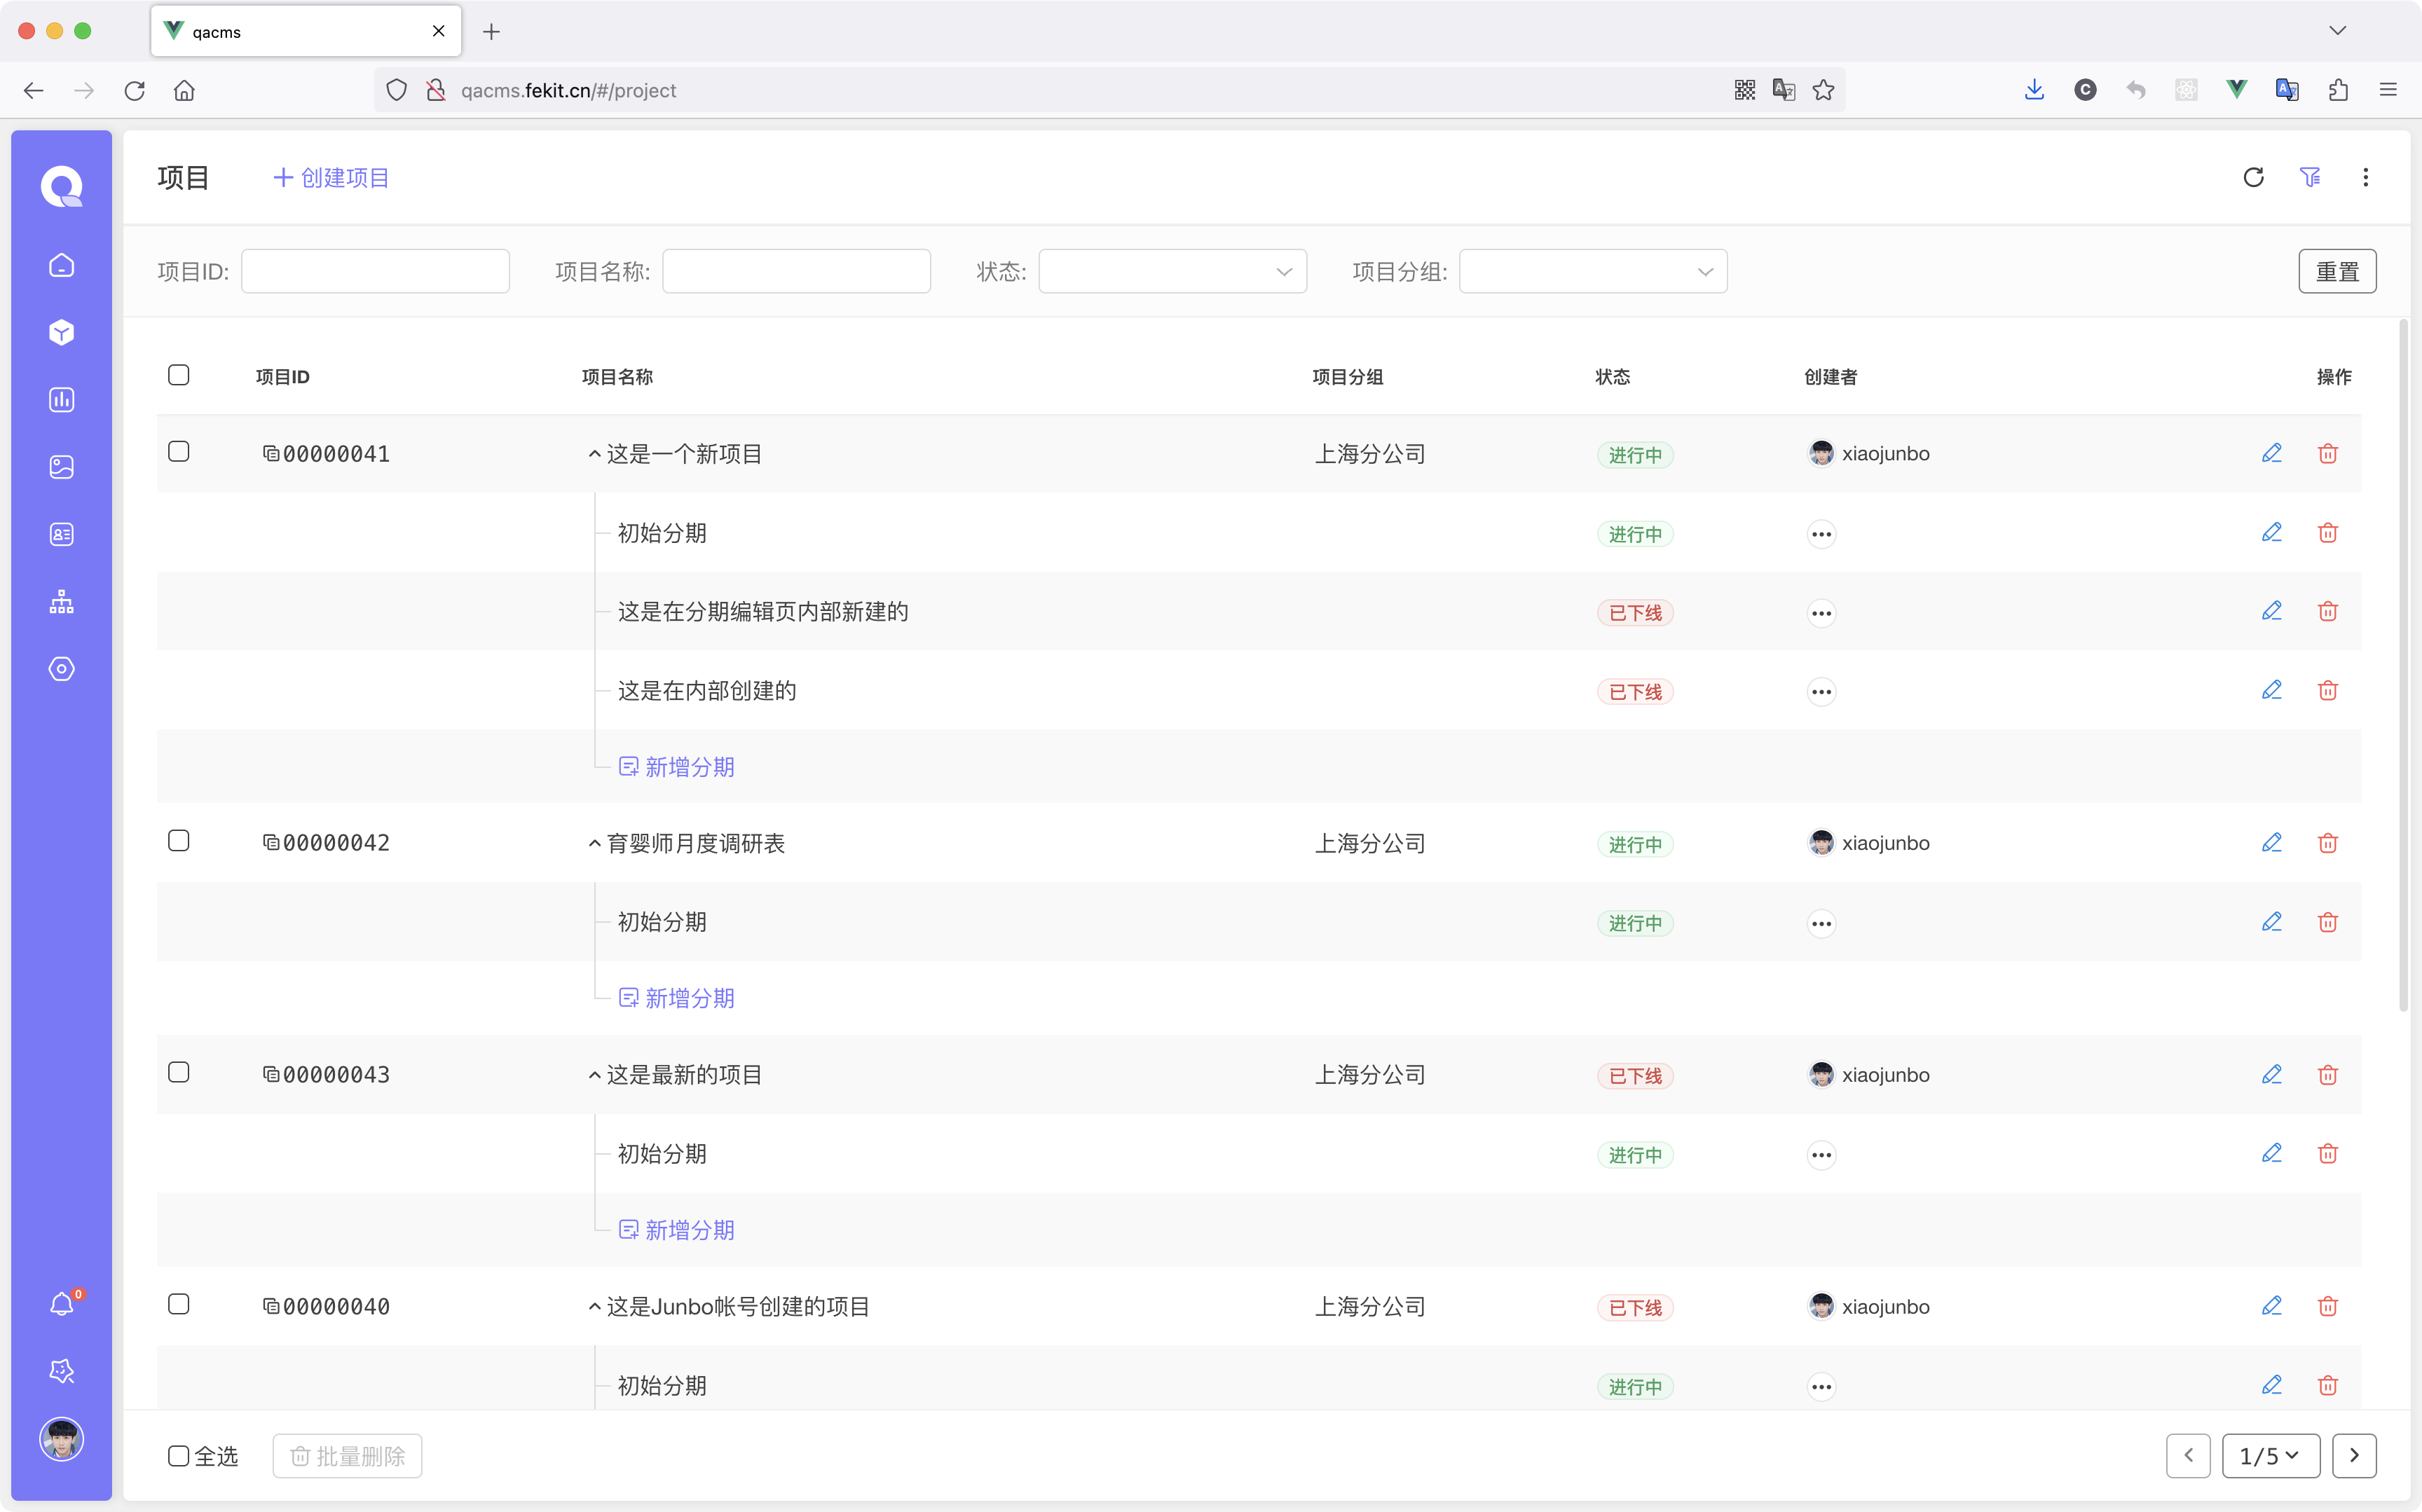 qacms
qacms.fekit.cn/#/project
项目 创建项目
项目ID: 项目名称: 状态: 项目分组: 重置
项目ID 项目名称 项目分组 状态 创建者 操作
00000041 这是一个新项目 上海分公司 进行中 xiaojunbo
初始分期 进行中
这是在分期编辑页内部新建的 已下线
这是在内部创建的 已下线
新增分期
00000042 育婴师月度调研表 上海分公司 进行中 xiaojunbo
初始分期 进行中
新增分期
00000043 这是最新的项目 上海分公司 已下线 xiaojunbo
初始分期 进行中
新增分期
0
00000040 这是Junbo帐号创建的项目 上海分公司 已下线 xiaojunbo
初始分期 进行中
全选 批量删除 1/5